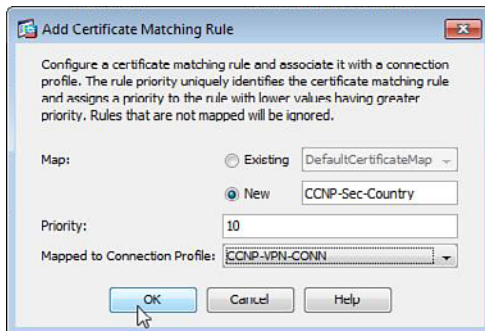 Add Certificate Matching Rule
Configure a certificate matching rule and associate it with a connection
profile. The rule priority uniquely identifies the certificate matching rule
and assigns a priority to the rule with lower values having greater
priority. Rules that are not mapped will be ignored.
Map: Existing DefaultCertificateMap
New CCNP-Sec-Country
Priority: 10
Mapped to Connection Profile: CCNP-VPN-CONN
OK Cancel Help